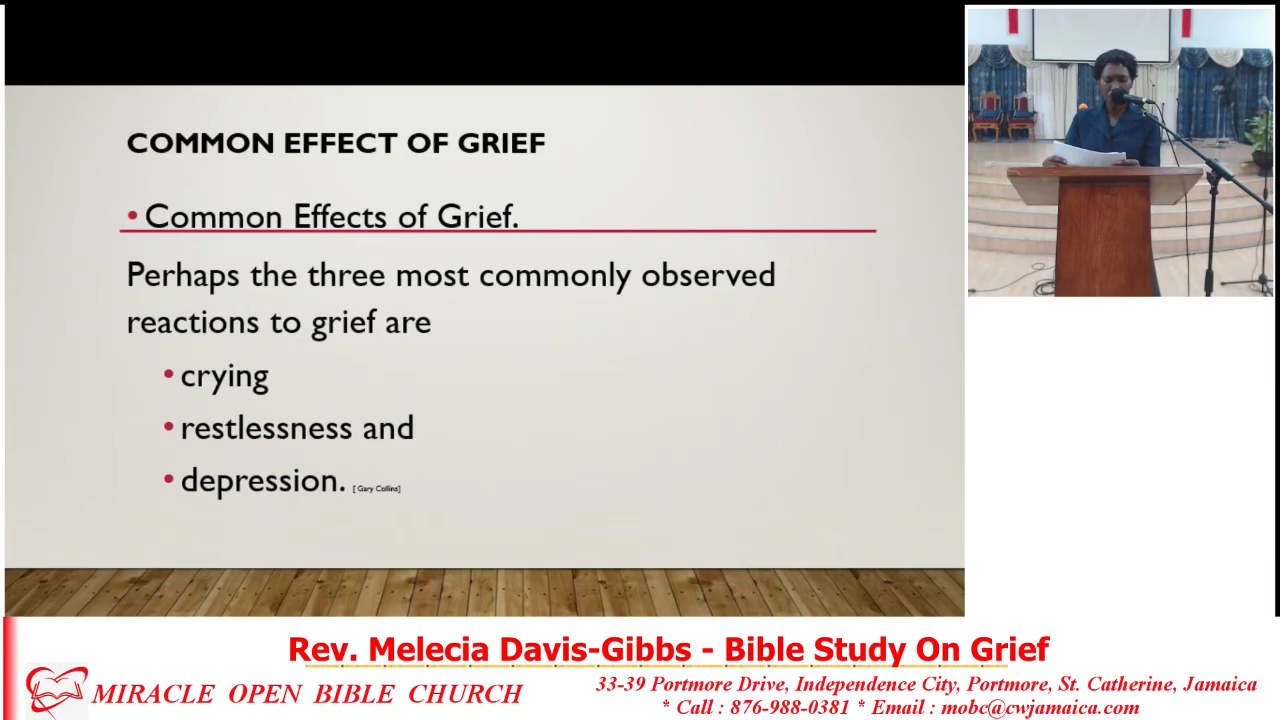 COMMON EFFECT OF GRIEF
• Common Effects of Grief.
Perhaps the three most commonly observed
reactions to grief are
• crying
• restlessness and
• depression. [ Gary Collins]
Rev. Melecia Davis-Gibbs - Bible Study On Grief
MIRACLE OPEN BIBLE CHURCH
33-39 Portmore Drive, Independence City, Portmore, St. Catherine, Jamaica
* Call : 876-988-0381 * Email : mobc@cwjamaica.com